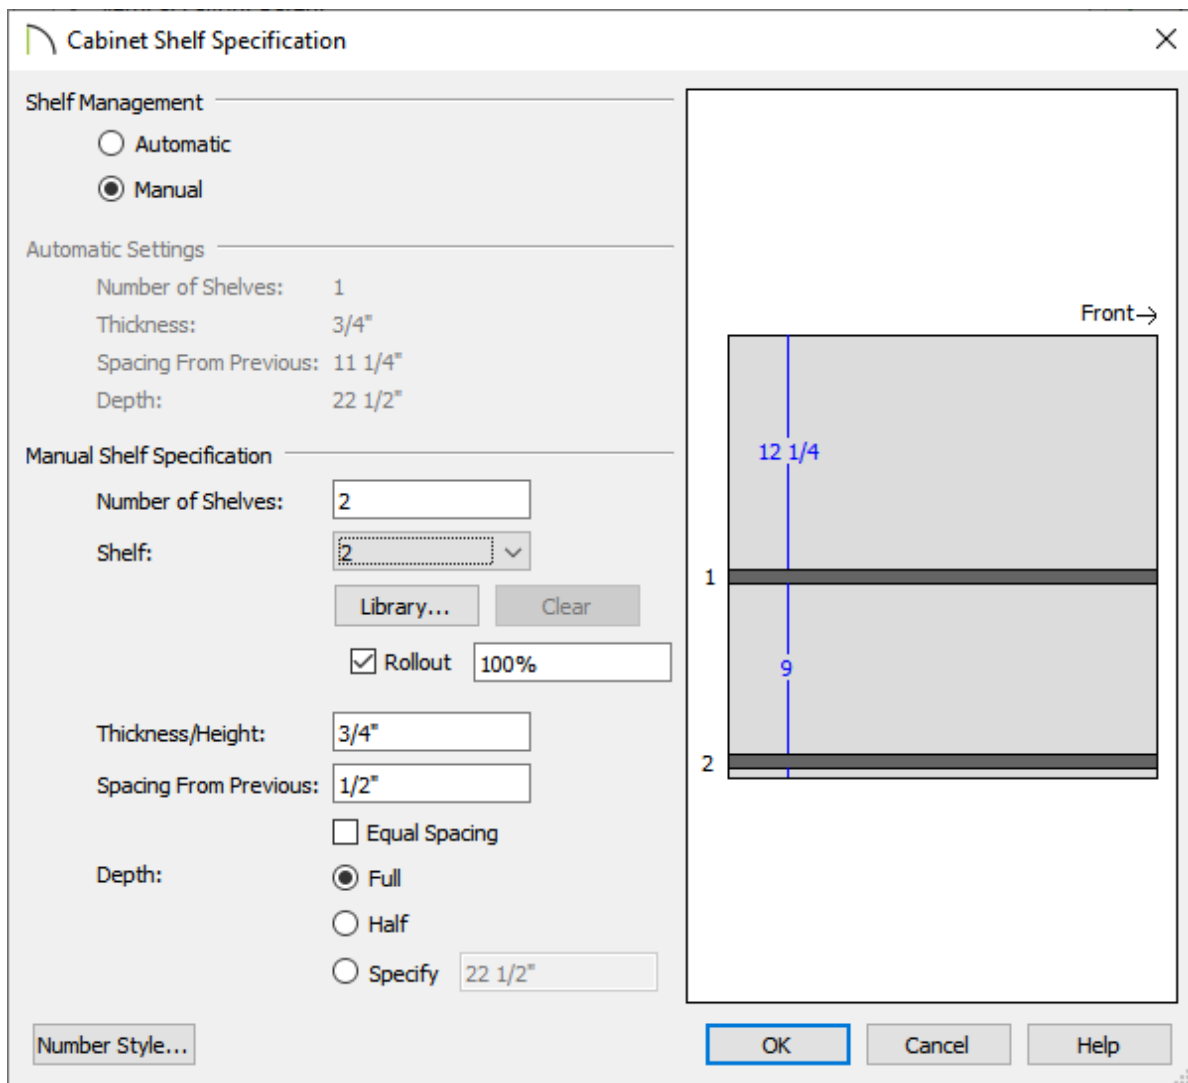 Cabinet Shelf Specification
Shelf Management
Automatic
Manual
Automatic Settings
Number of Shelves: 1
Thickness: 3/4"
Spacing From Previous: 11 1/4"
Depth: 22 1/2"
Manual Shelf Specification
Number of Shelves: 2
Shelf: 2
Library... Clear
Rollout 100%
Thickness/Height: 3/4"
Spacing From Previous: 1/2"
Equal Spacing
Depth: Full
Half
Specify 22 1/2"
Front
12 1/4
1
9
2
Number Style... OK Cancel Help